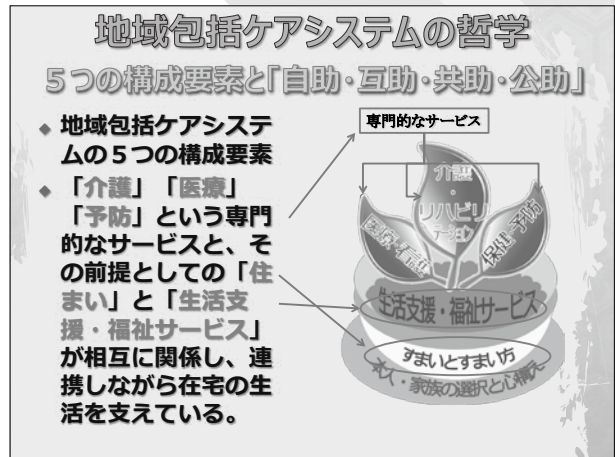 地域包括ケアシステムの哲学
５つの構成要素と「自助･互助･共助･公助」
◆ 地域包括ケアシステ
ムの５つの構成要素
◆ 「介護」「医療」
「予防」という専門
的なサービスと、そ
の前提としての「住
まい」と「生活支
援・福祉サービス」
が相互に関係し、連
携しながら在宅の生
活を支えている。
専門的なサービス
介護
・
リハビリ
テーション
医療･看護
保健･予防
生活支援・福祉サービス
すまいとすまい方
本人・家族の選択と心構え